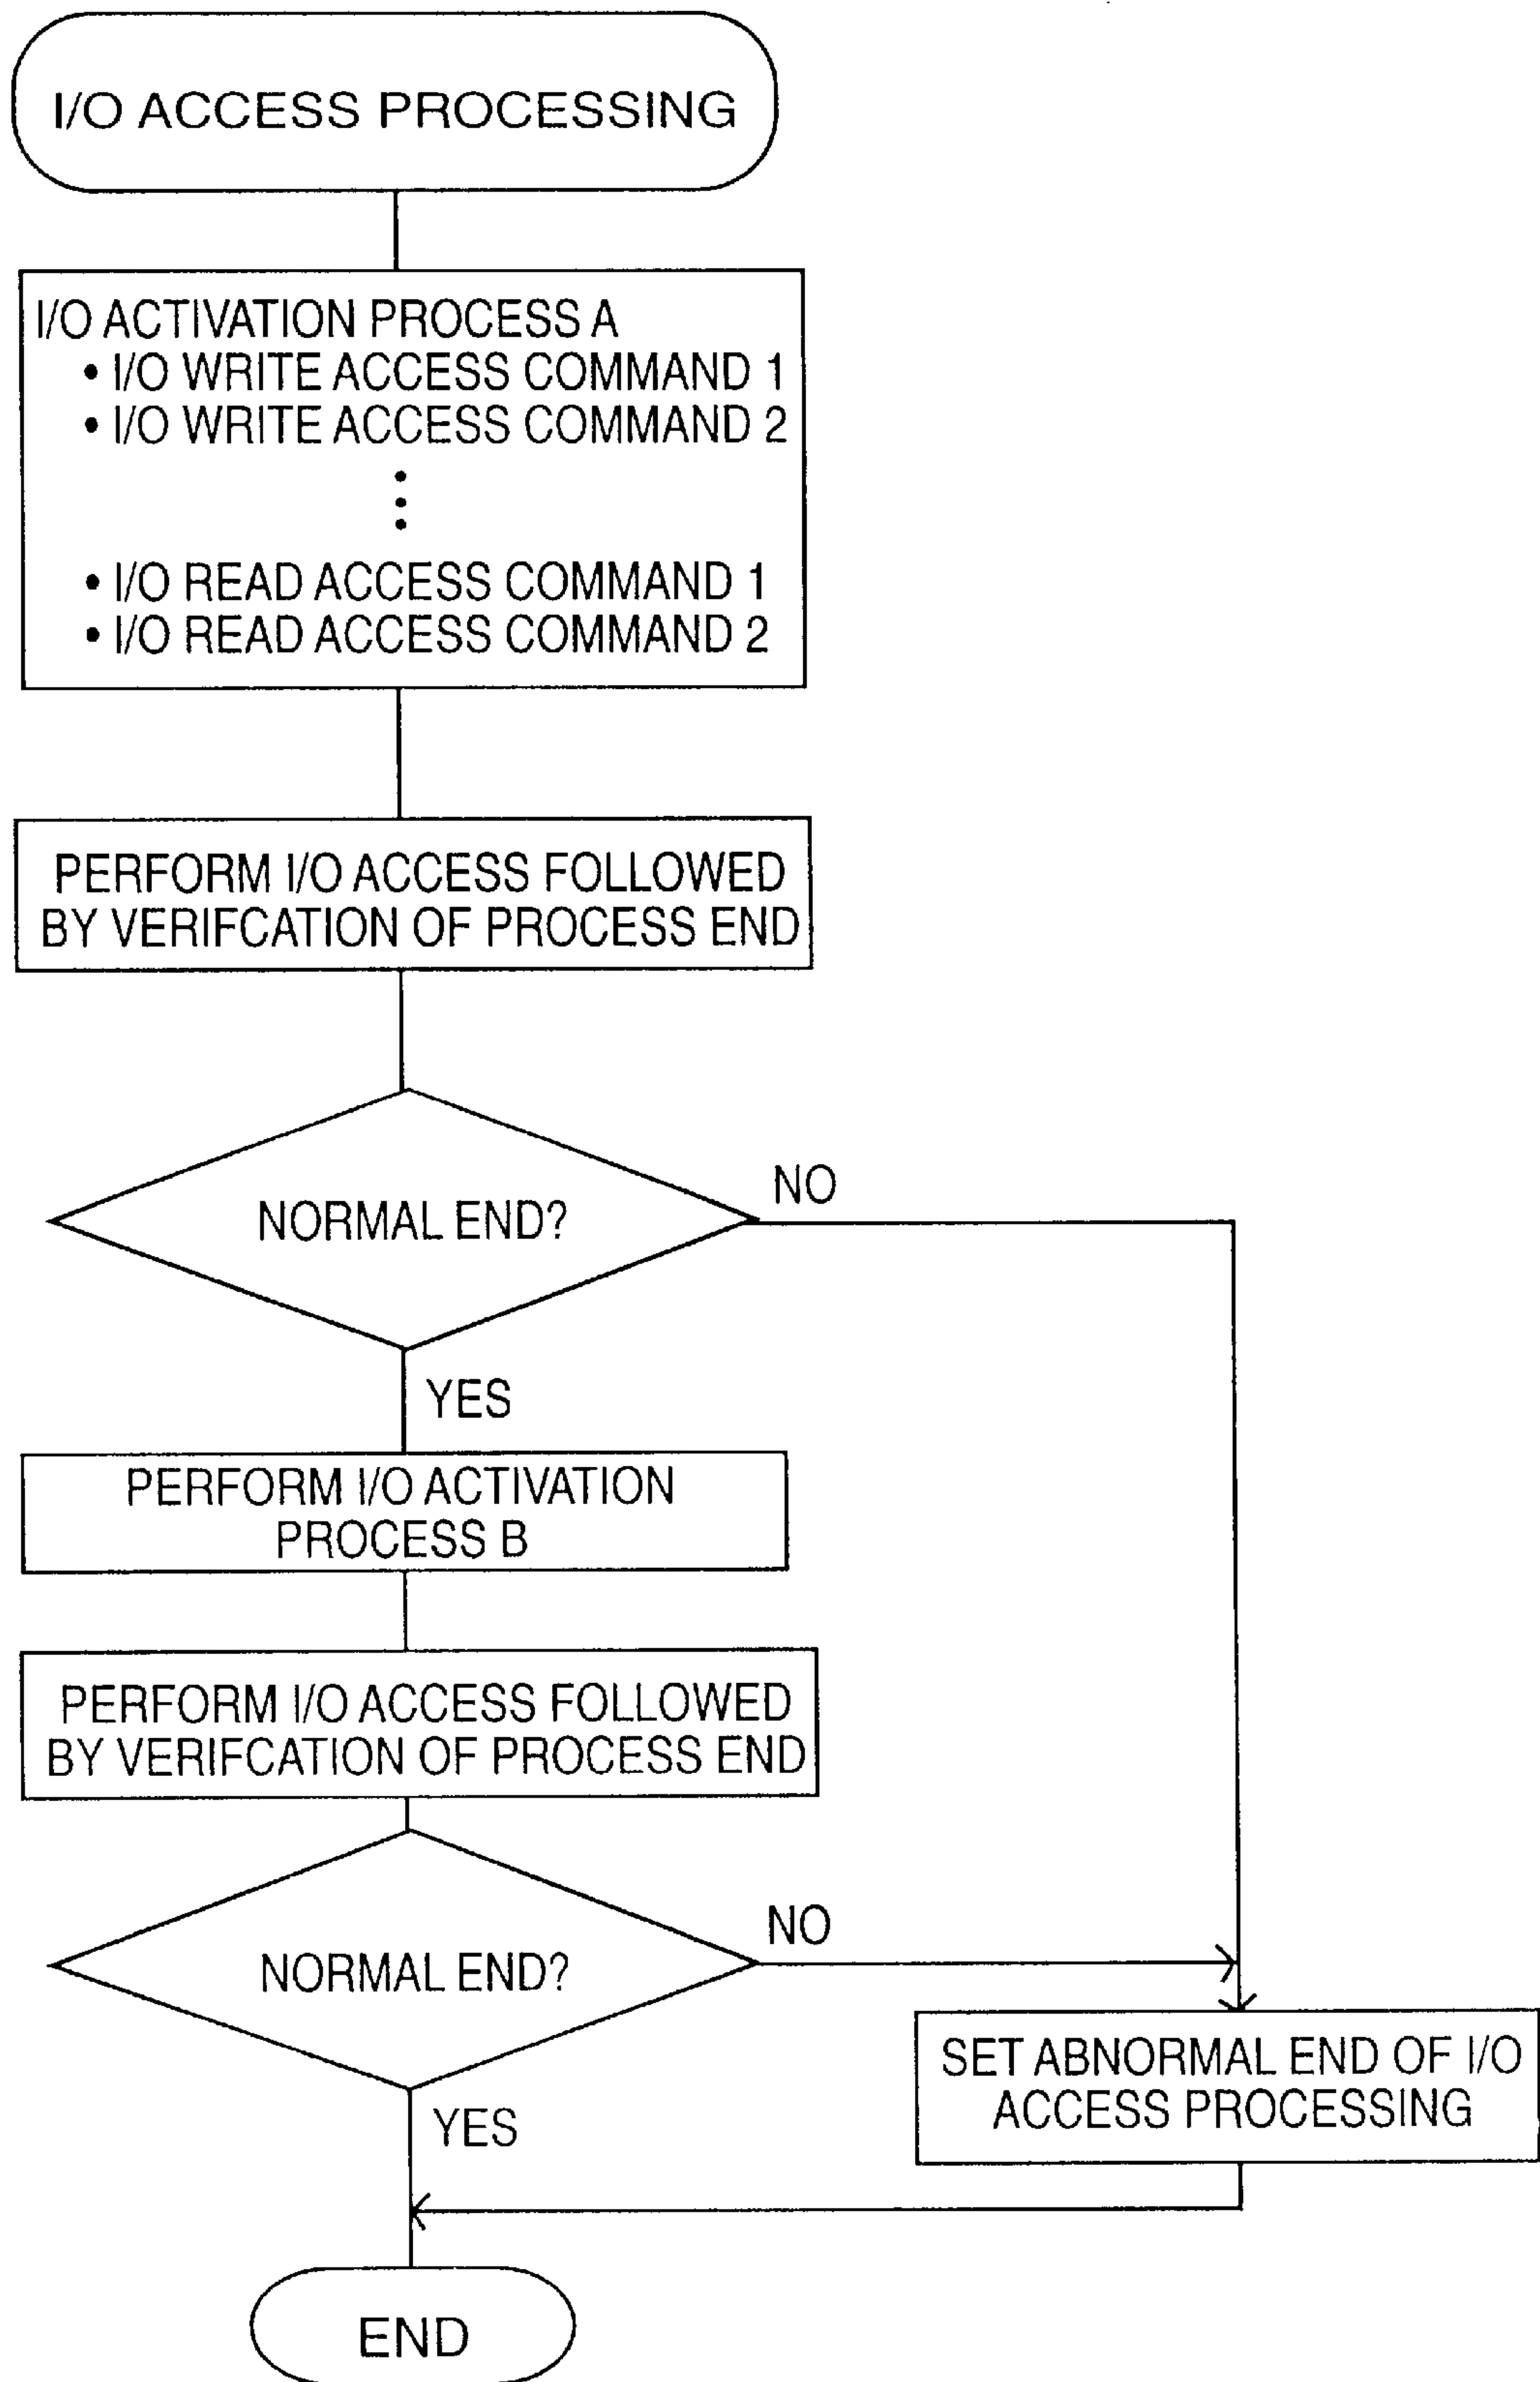 I/O ACCESS PROCESSING
I/O ACTIVATION PROCESS A
• I/O WRITE ACCESS COMMAND 1
• I/O WRITE ACCESS COMMAND 2
⋮
• I/O READ ACCESS COMMAND 1
• I/O READ ACCESS COMMAND 2
PERFORM I/O ACCESS FOLLOWED
BY VERIFCATION OF PROCESS END
NORMAL END?
NO
YES
PERFORM I/O ACTIVATION
PROCESS B
PERFORM I/O ACCESS FOLLOWED
BY VERIFCATION OF PROCESS END
NORMAL END?
NO
YES
SET ABNORMAL END OF I/O
ACCESS PROCESSING
END